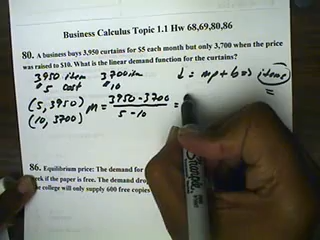 Business Calculus Topic 1.1 Hw 68,69,80,86
80. A business buys 3,950 curtains for $5 each month but only 3,700 when the price
was raised to $10. What is the linear demand function for the curtains?
3950 item 3700 item
$5 cost $10
(5, 3950)
(10, 3700)
m = 3950 - 3700 / 5 - 10 =
= mp + b => items
=
86. Equilibrium price: The demand for
eek if the paper is free. The demand dro
he college will only supply 600 free copies
Sharpie